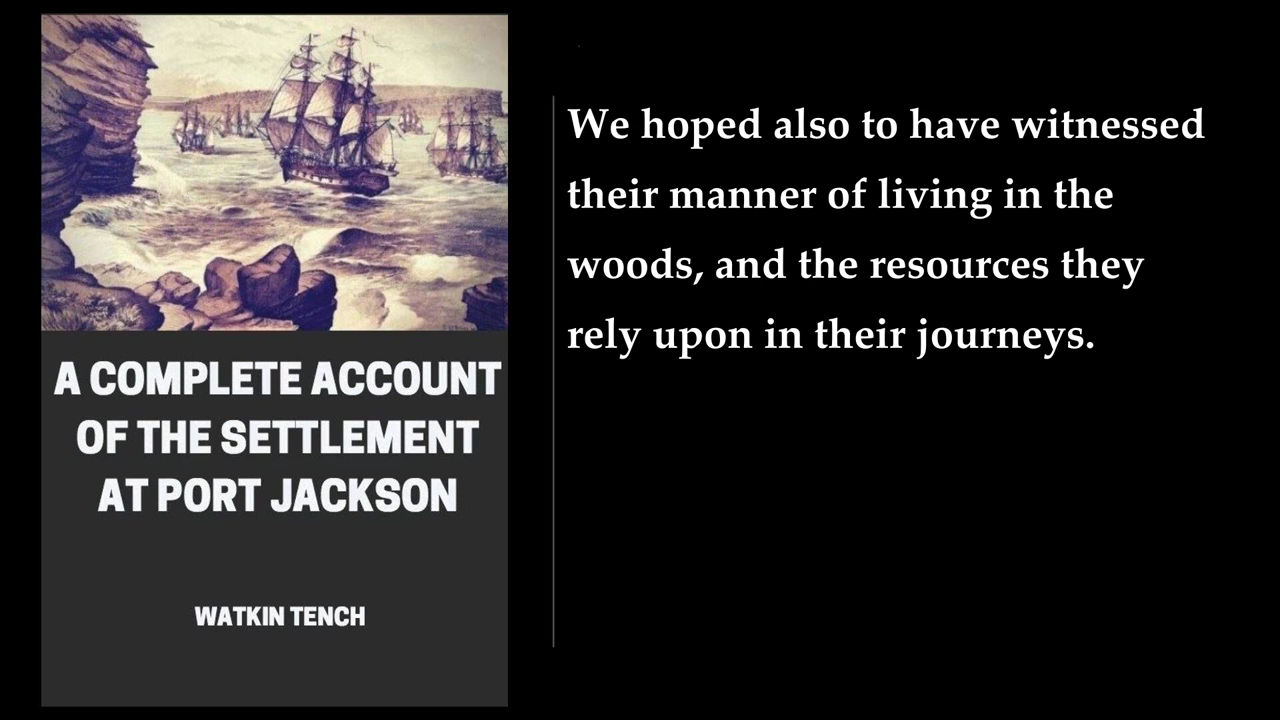 A COMPLETE ACCOUNT
OF THE SETTLEMENT
AT PORT JACKSON
WATKIN TENCH
We hoped also to have witnessed
their manner of living in the
woods, and the resources they
rely upon in their journeys.